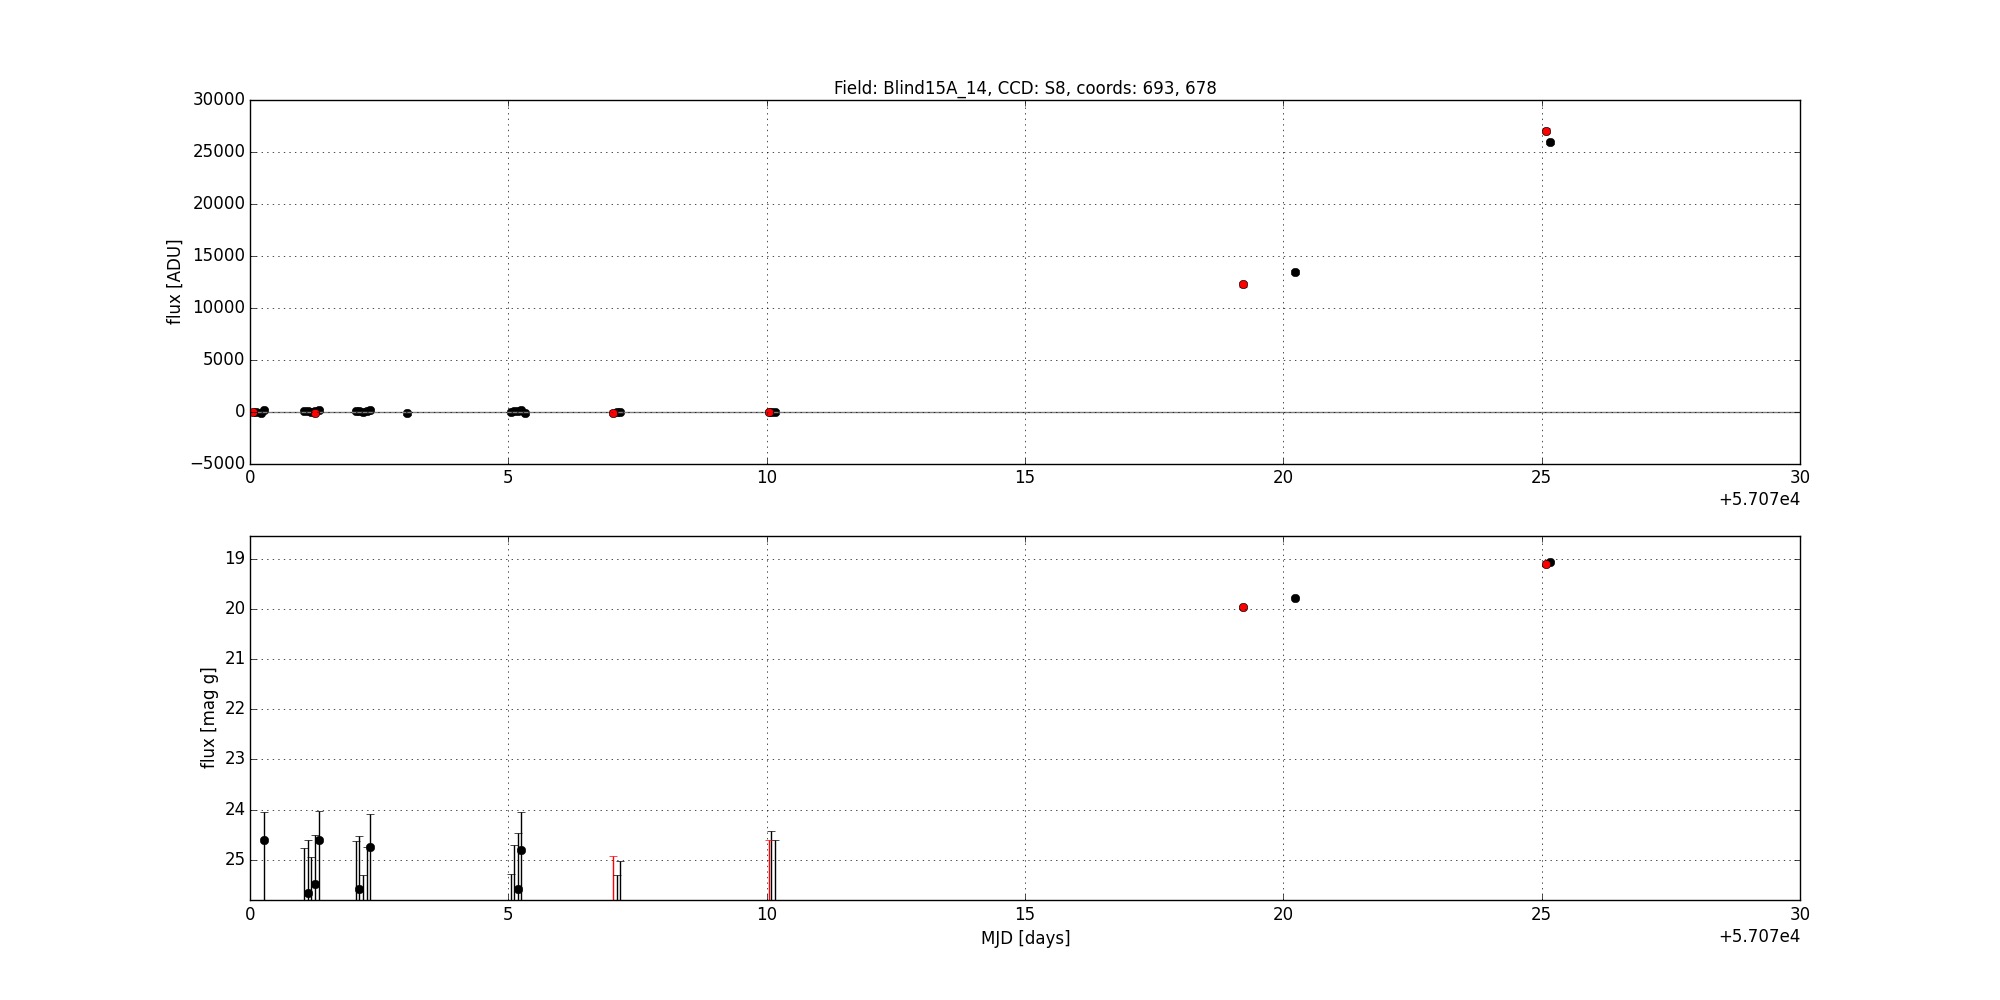 Field: Blind15A_14, CCD: S8, coords: 693, 678
30000
25000
20000
15000
10000
5000
0
−5000
flux [ADU]
0 5 10 15 20 25 30
+5.707e4
19
20
21
22
23
24
25
flux [mag g]
0 5 10 15 20 25 30
MJD [days]
+5.707e4